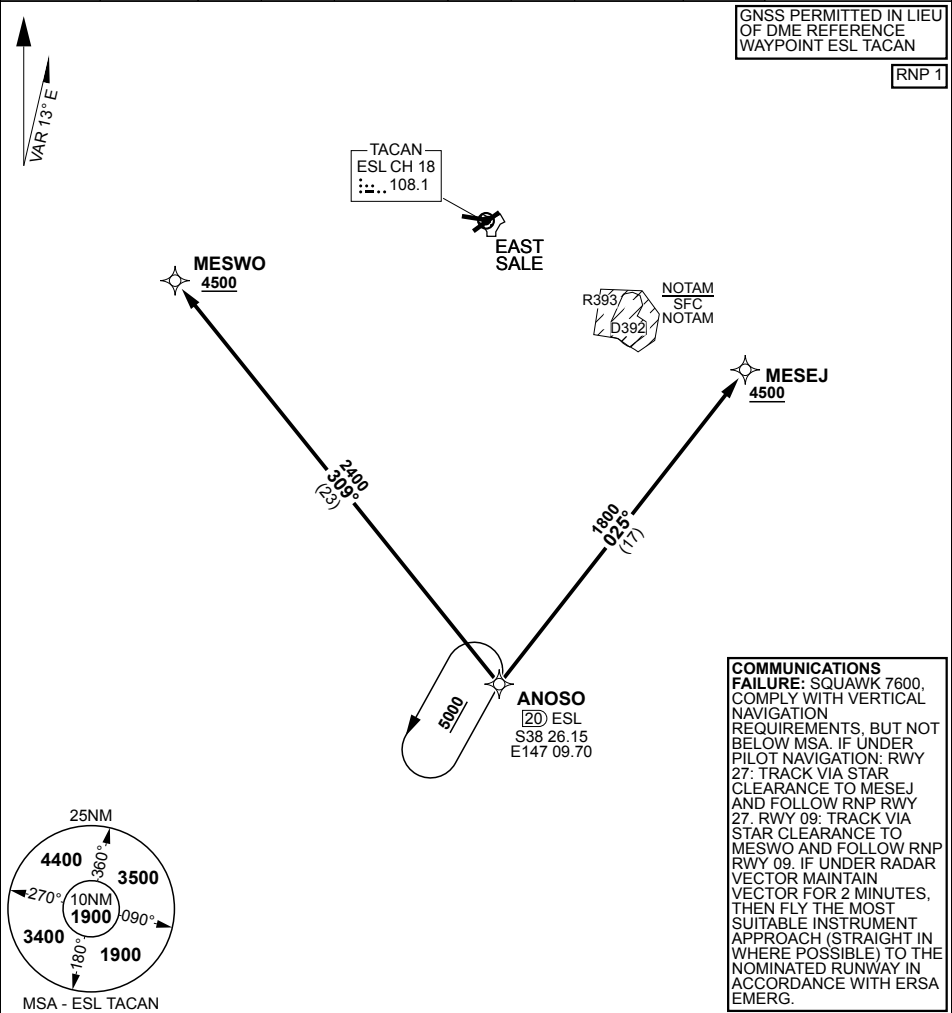 GNSS PERMITTED IN LIEU
OF DME REFERENCE
WAYPOINT ESL TACAN
RNP 1
VAR 13° E
TACAN
ESL CH 18
108.1
EAST
SALE
MESWO
4500
R393
D392
NOTAM
SFC
NOTAM
MESEJ
4500
2400
309°
(23)
1800
025°
(17)
5000
ANOSO
20 ESL
S38 26.15
E147 09.70
COMMUNICATIONS
FAILURE: SQUAWK 7600,
COMPLY WITH VERTICAL
NAVIGATION
REQUIREMENTS, BUT NOT
BELOW MSA. IF UNDER
PILOT NAVIGATION: RWY
27: TRACK VIA STAR
CLEARANCE TO MESEJ
AND FOLLOW RNP RWY
27. RWY 09: TRACK VIA
STAR CLEARANCE TO
MESWO AND FOLLOW RNP
RWY 09. IF UNDER RADAR
VECTOR MAINTAIN
VECTOR FOR 2 MINUTES,
THEN FLY THE MOST
SUITABLE INSTRUMENT
APPROACH (STRAIGHT IN
WHERE POSSIBLE) TO THE
NOMINATED RUNWAY IN
ACCORDANCE WITH ERSA
EMERG.
25NM
4400
360°
3500
270°
10NM
1900
090°
3400
180°
1900
MSA - ESL TACAN